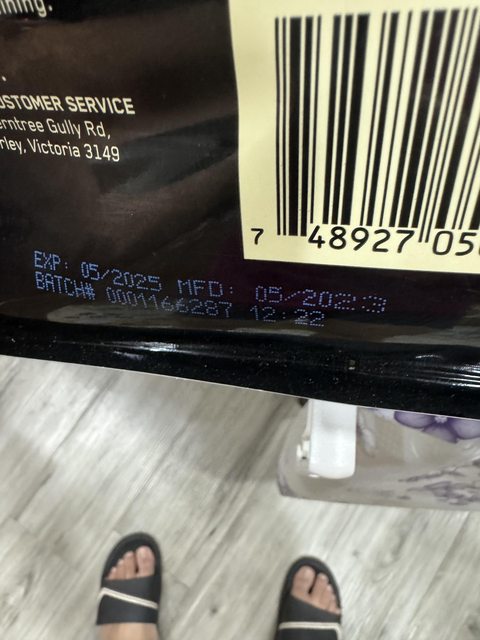 .
OSTOMER SERVICE
erntree Gully Rd,
rley, Victoria 3149
7 48927 05
EXP: 05/2025 MFD: 05/2023
BATCH# 0001166287 12:22